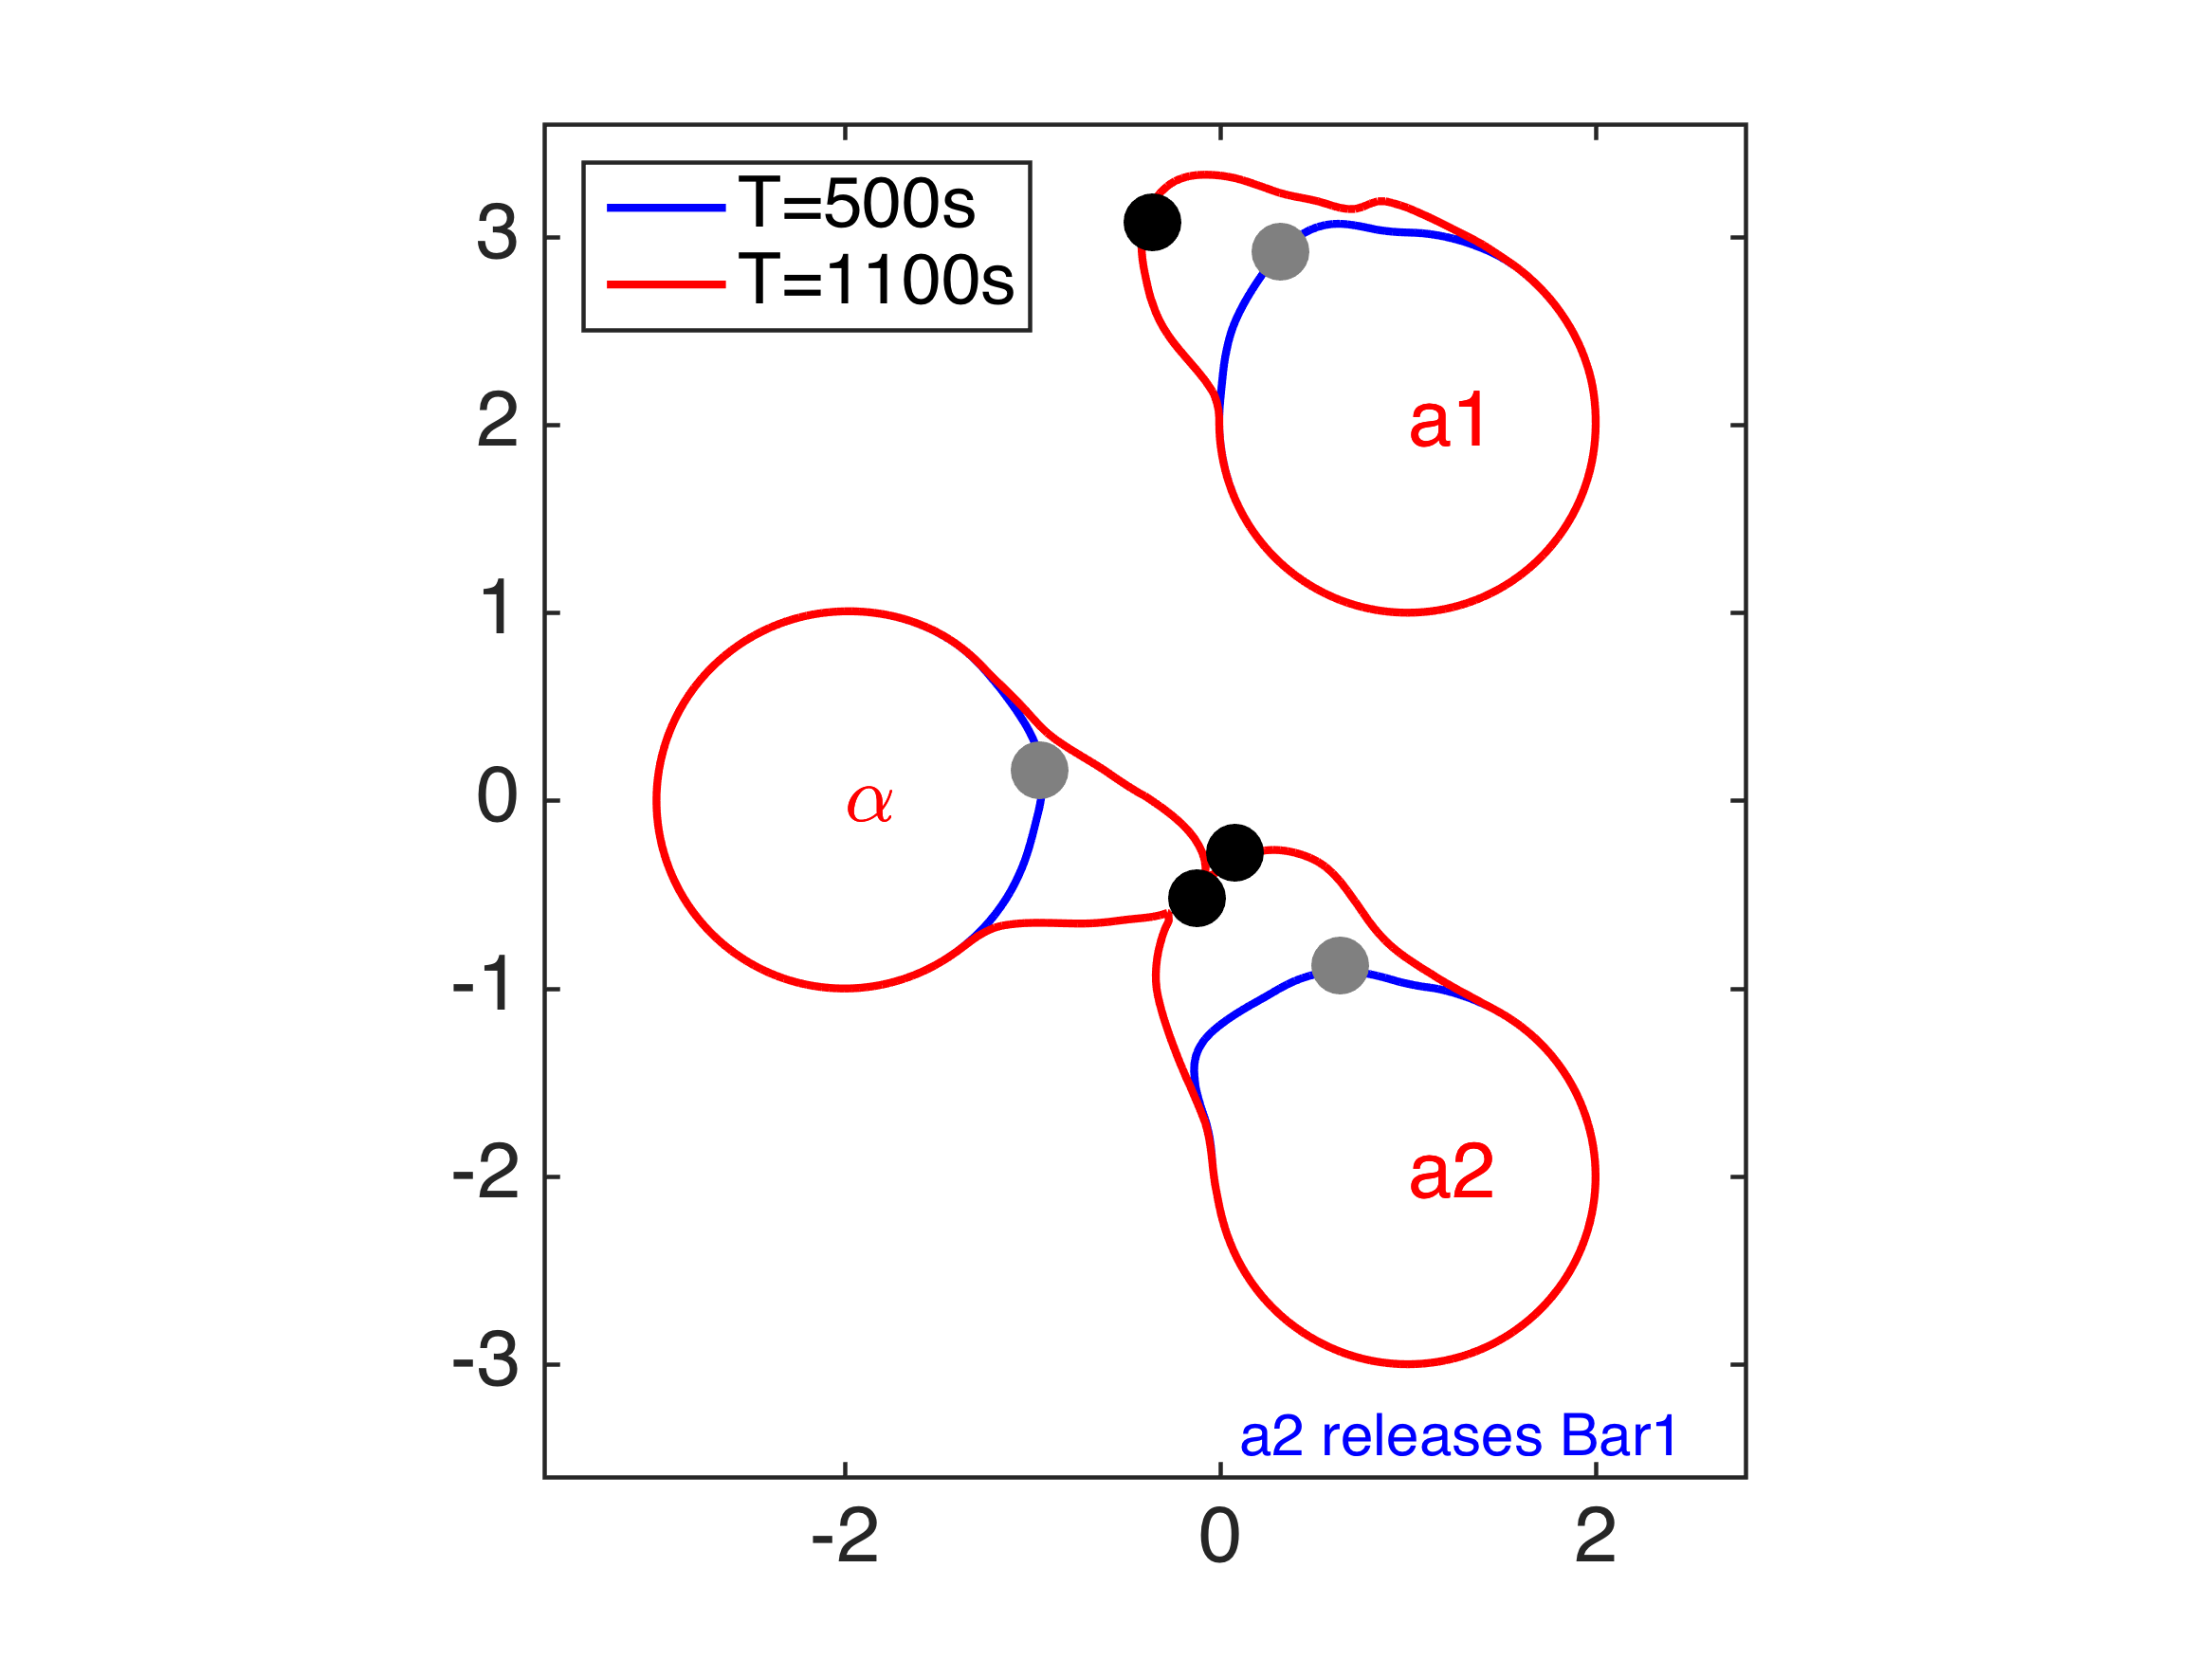 T=500s
T=1100s
3
2
1
0
-1
-2
-3
a1
α
a2
a2 releases Bar1
-2
0
2